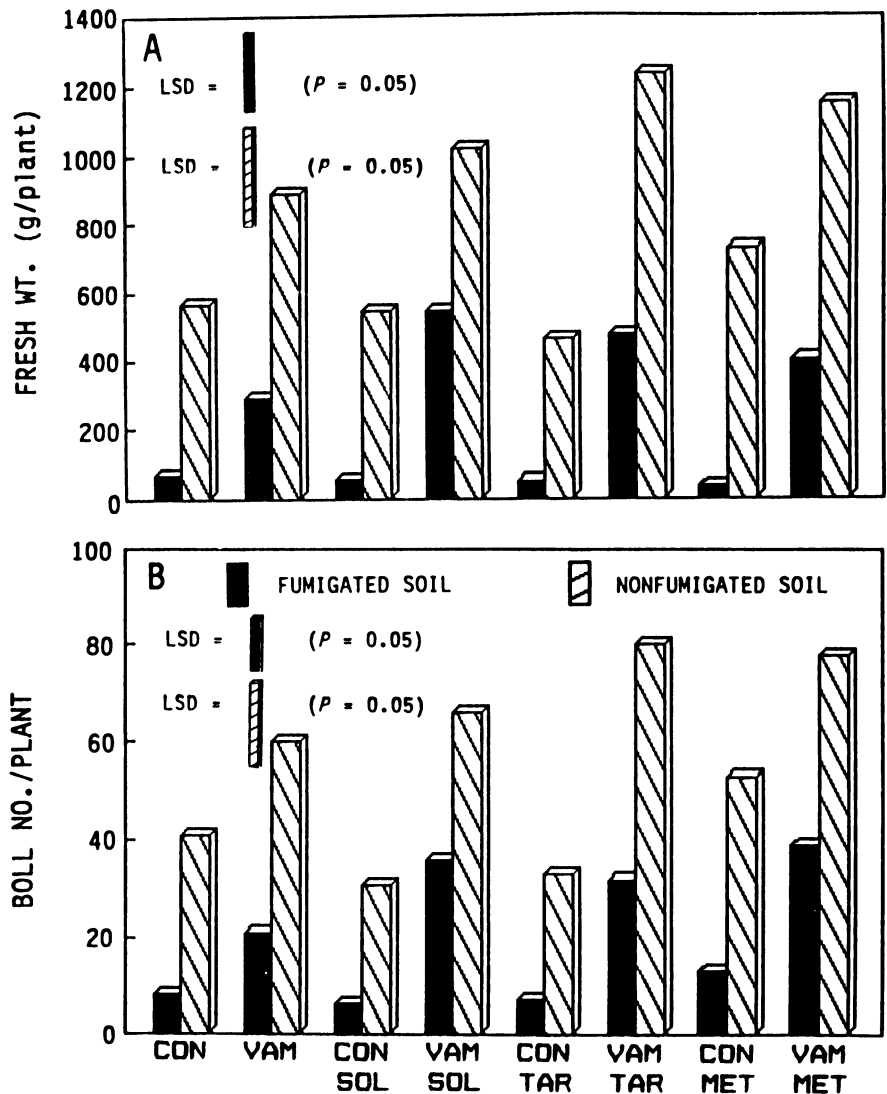 A
LSD = (P = 0.05)
LSD = (P = 0.05)
FRESH WT. (g/plant)
1400
1200
1000
800
600
400
200
0
B
FUMIGATED SOIL NONFUMIGATED SOIL
LSD = (P = 0.05)
LSD = (P = 0.05)
BOLL NO./PLANT
100
80
60
40
20
0
CON VAM CON VAM CON VAM CON VAM
SOL SOL TAR TAR MET MET